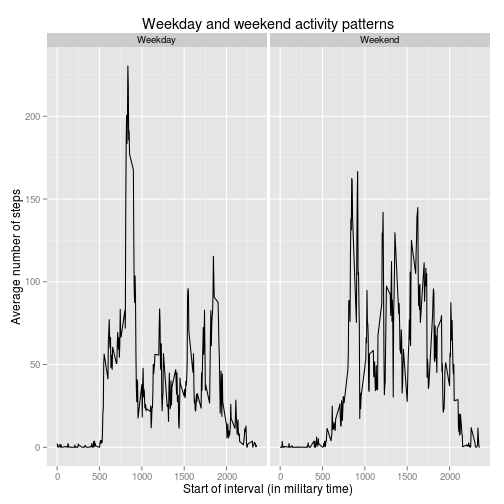 Weekday and weekend activity patterns
Weekday Weekend
Average number of steps
200
150
100
50
0
0 500 1000 1500 2000 0 500 1000 1500 2000
Start of interval (in military time)